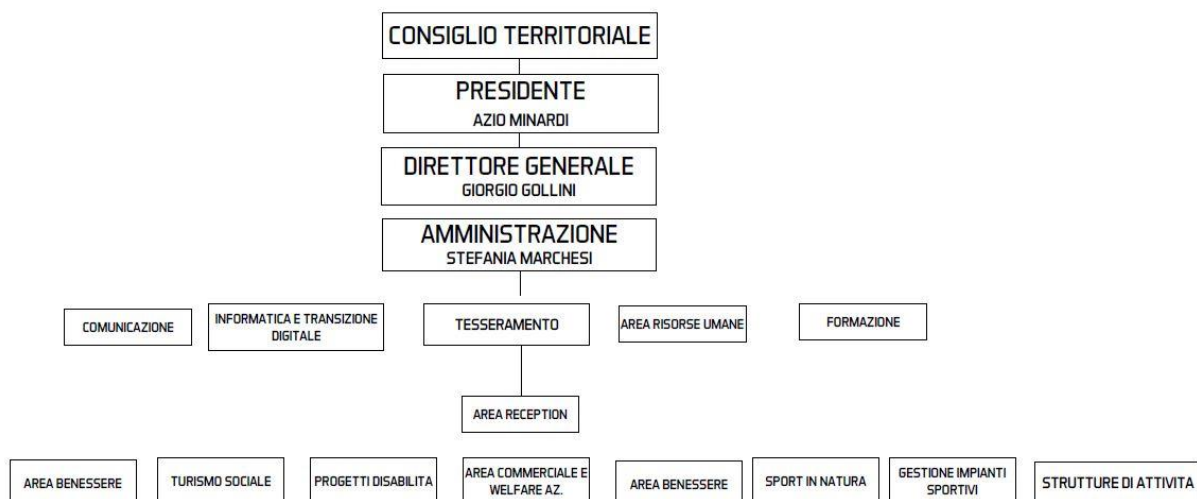 CONSIGLIO TERRITORIALE
PRESIDENTE
AZIO MINARDI
DIRETTORE GENERALE
GIORGIO GOLLINI
AMMINISTRAZIONE
STEFANIA MARCHESI
COMUNICAZIONE
INFORMATICA E TRANSIZIONE
DIGITALE
TESSERAMENTO
AREA RISORSE UMANE
FORMAZIONE
AREA RECEPTION
AREA BENESSERE
TURISMO SOCIALE
PROGETTI DISABILITA
AREA COMMERCIALE E
WELFARE AZ.
AREA BENESSERE
SPORT IN NATURA
GESTIONE IMPIANTI
SPORTIVI
STRUTTURE DI ATTIVITA